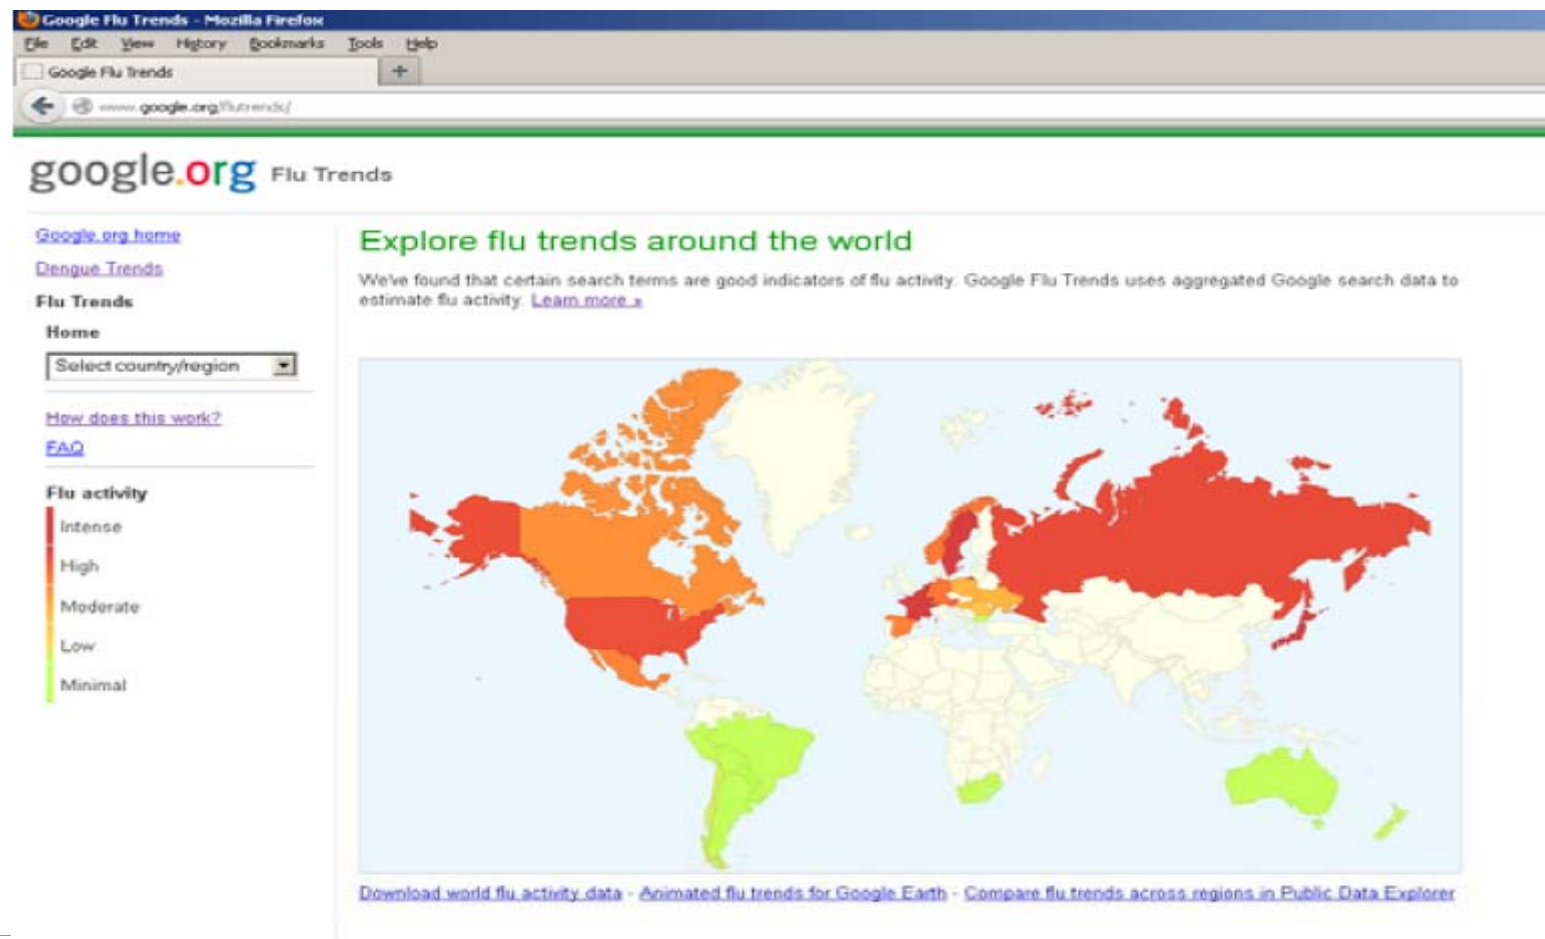 Google Flu Trends - Mozilla Firefox
File Edit View History Bookmarks Tools Help
Google Flu Trends +
www.google.org/flutrends/
google.org Flu Trends
Google.org home
Dengue Trends
Flu Trends
Home
Select country/region
How does this work?
FAQ
Flu activity
Intense
High
Moderate
Low
Minimal
Explore flu trends around the world
We've found that certain search terms are good indicators of flu activity. Google Flu Trends uses aggregated Google search data to
estimate flu activity. Learn more »
Download world flu activity data - Animated flu trends for Google Earth - Compare flu trends across regions in Public Data Explorer